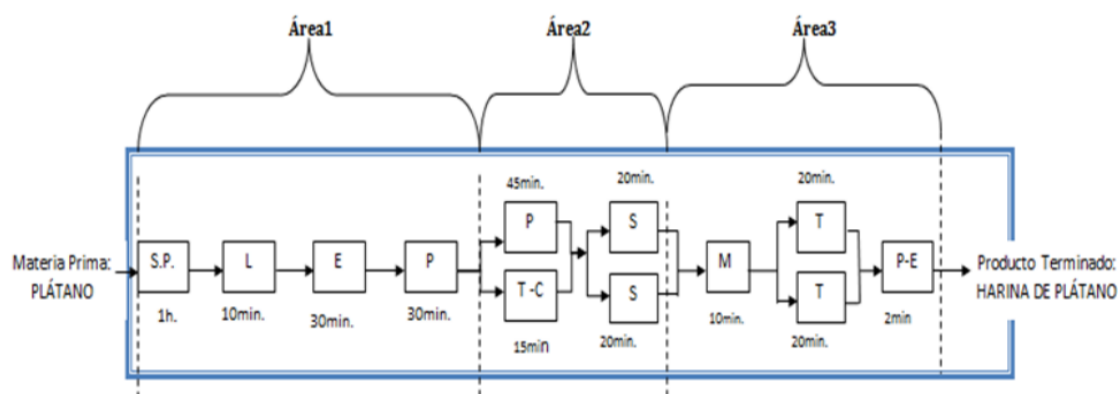 Área1
Área2
Área3
45min.
20min.
20min.
P
S
T
Materia Prima:
PLÁTANO
S.P.
L
E
P
M
P-E
Producto Terminado:
HARINA DE PLÁTANO
T -C
S
T
1h.
10min.
30min.
30min.
15min
20min.
10min.
20min.
2min